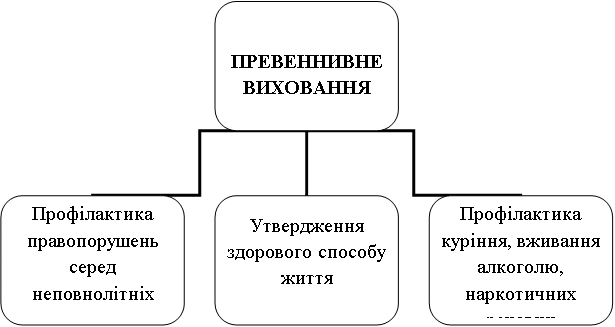 ПРЕВЕННИВНЕ
ВИХОВАННЯ
Профілактика
правопорушень
серед
неповнолітніх
Утвердження
здорового способу
життя
Профілактика
куріння, вживання
алкоголю,
наркотичних